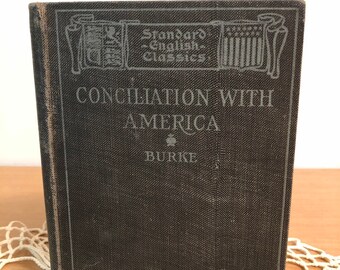 Standard
-English-
Classics
CONCILIATION WITH
AMERICA
BURKE